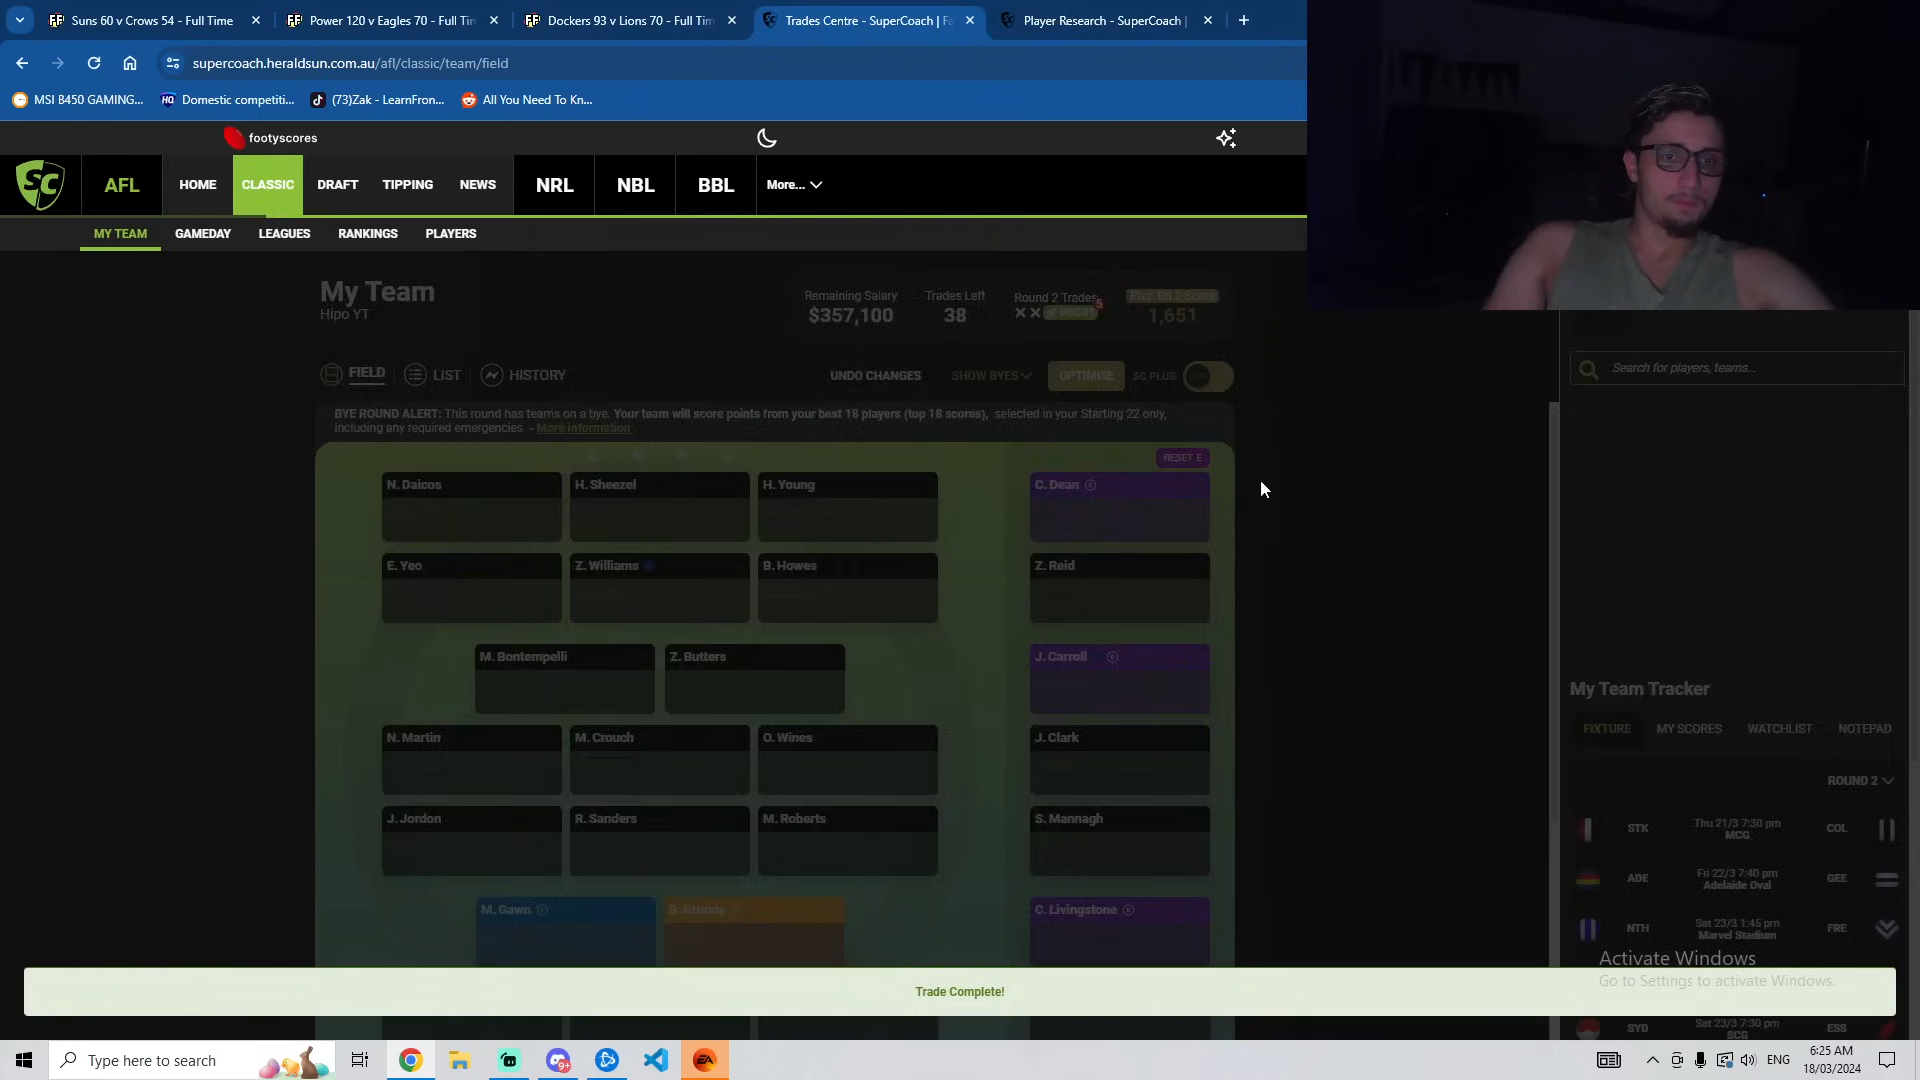 Suns 60 v Crows 54 - Full Time
Power 120 v Eagles 70 - Full Tim
Dockers 93 v Lions 70 - Full Tim
Trades Centre - SuperCoach | Fa
Player Research - SuperCoach |
supercoach.heraldsun.com.au/afl/classic/team/field
MSI B450 GAMING...
HQ
Domestic competiti...
(73)Zak - LearnFron...
All You Need To Kn...
footyscores
SC
AFL
HOME
CLASSIC
DRAFT
TIPPING
NEWS
NRL
NBL
BBL
More...
MY TEAM
GAMEDAY
LEAGUES
RANKINGS
PLAYERS
My Team
Hipo YT
Remaining Salary
$357,100
Trades Left
38
Round 2 Trades
5
BOOST
1,651
FIELD
LIST
HISTORY
UNDO CHANGES
SHOW BYES
OPTIMISE
SC PLUS
BYE ROUND ALERT: This round has teams on a bye. Your team will score points from your best 18 players (top 18 scores), selected in your Starting 22 only,
including any required emergencies - More information
RESET E
N. Daicos
H. Sheezel
H. Young
C. Dean E
E. Yeo
Z. Williams
B. Howes
Z. Reid
M. Bontempelli
Z. Butters
J. Carroll E
N. Martin
M. Crouch
O. Wines
J. Clark
J. Jordon
R. Sanders
M. Roberts
S. Mannagh
M. Gawn
B. Grundy
C. Livingstone E
Search for players, teams...
My Team Tracker
FIXTURE
MY SCORES
WATCHLIST
NOTEPAD
ROUND 2
STK
Thu 21/3 7:30 pm
MCG
COL
ADE
Fri 22/3 7:40 pm
Adelaide Oval
GEE
NTH
Sat 23/3 1:45 pm
Marvel Stadium
FRE
Activate Windows
Go to Settings to activate Windows.
Trade Complete!
SYD
Sat 23/3 7:30 pm
SCG
ESS
Type here to search
9+
EA
ENG
6:25 AM
18/03/2024